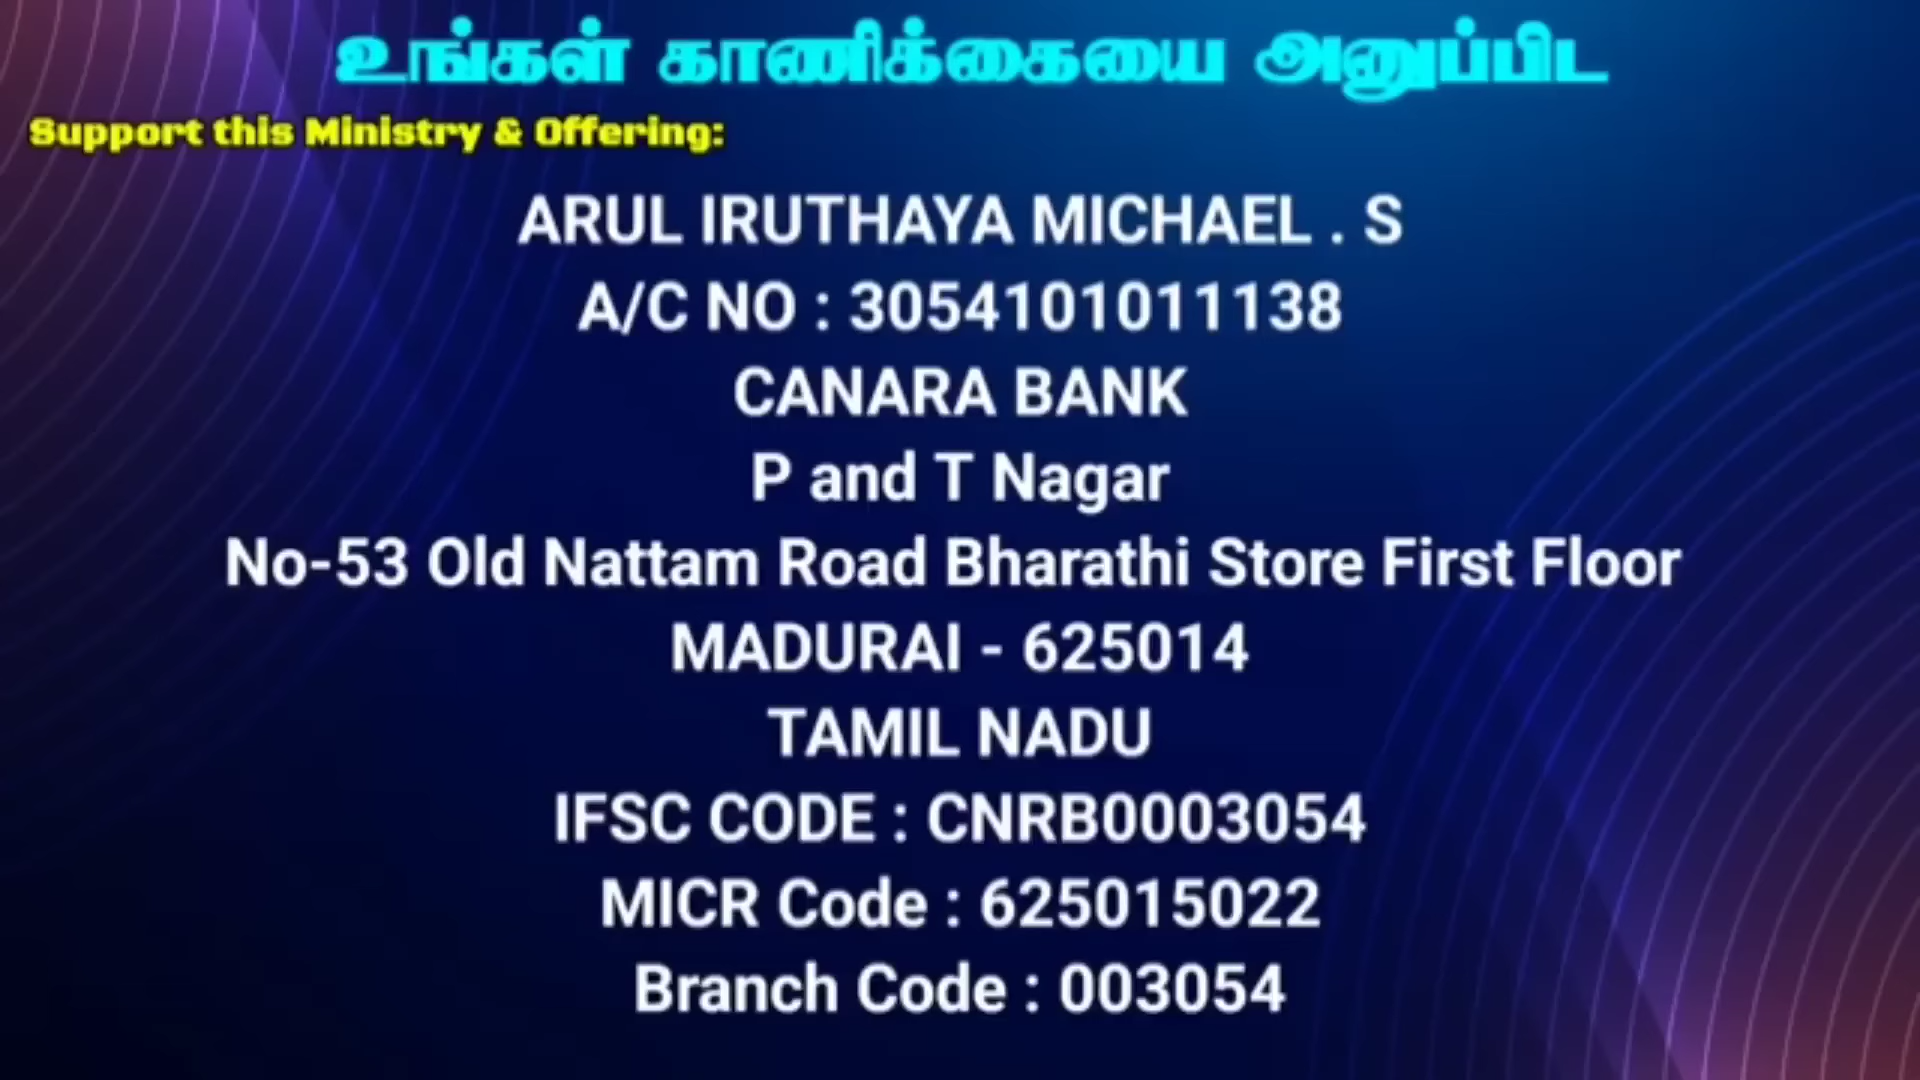 உங்கள் காணிக்கையை அனுப்பிட
Support this Ministry & Offering:
ARUL IRUTHAYA MICHAEL . S
A/C NO : 3054101011138
CANARA BANK
P and T Nagar
No-53 Old Nattam Road Bharathi Store First Floor
MADURAI - 625014
TAMIL NADU
IFSC CODE : CNRB0003054
MICR Code : 625015022
Branch Code : 003054